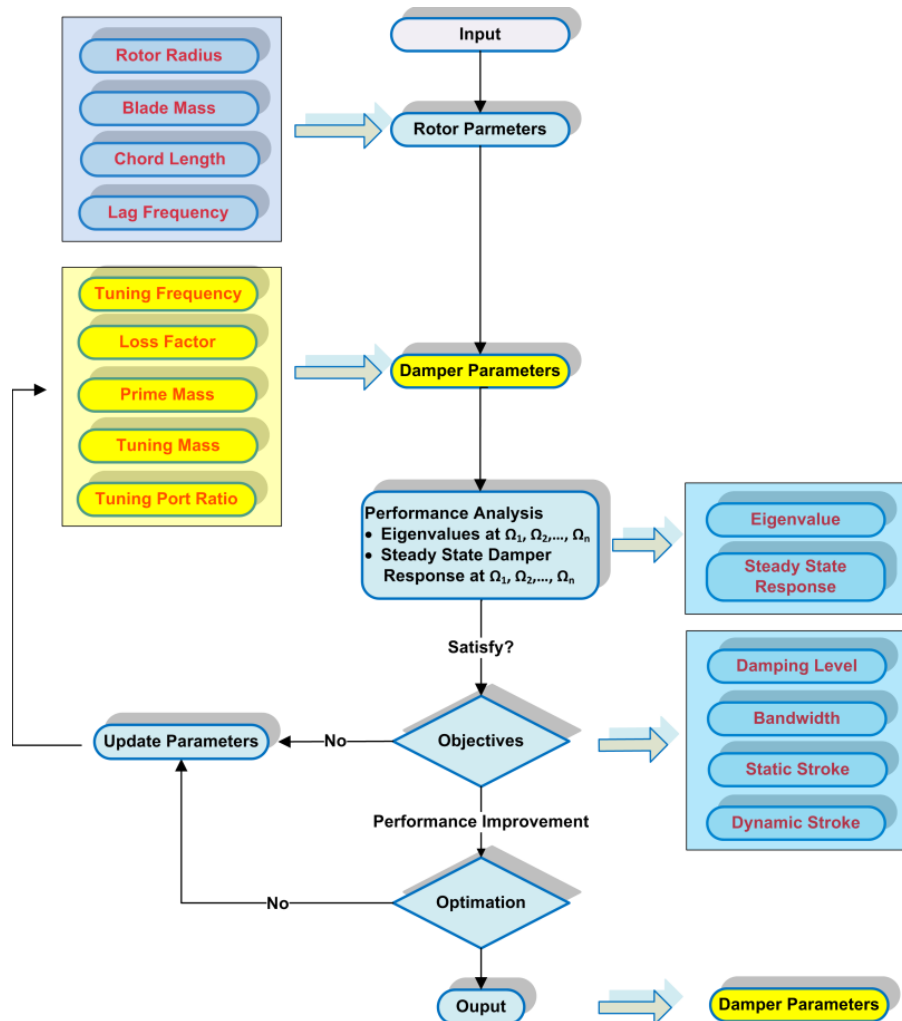 Input
Rotor Radius
Blade Mass
Chord Length
Lag Frequency
Rotor Parmeters
Tuning Frequency
Loss Factor
Prime Mass
Tuning Mass
Tuning Port Ratio
Damper Parameters
Performance Analysis
• Eigenvalues at Ω₁, Ω₂,..., Ωₙ
• Steady State Damper
Response at Ω₁, Ω₂,..., Ωₙ
Eigenvalue
Steady State
Response
Satisfy?
Damping Level
Bandwidth
Static Stroke
Dynamic Stroke
Update Parameters
No
Objectives
Performance Improvement
No
Optimation
Ouput
Damper Parameters